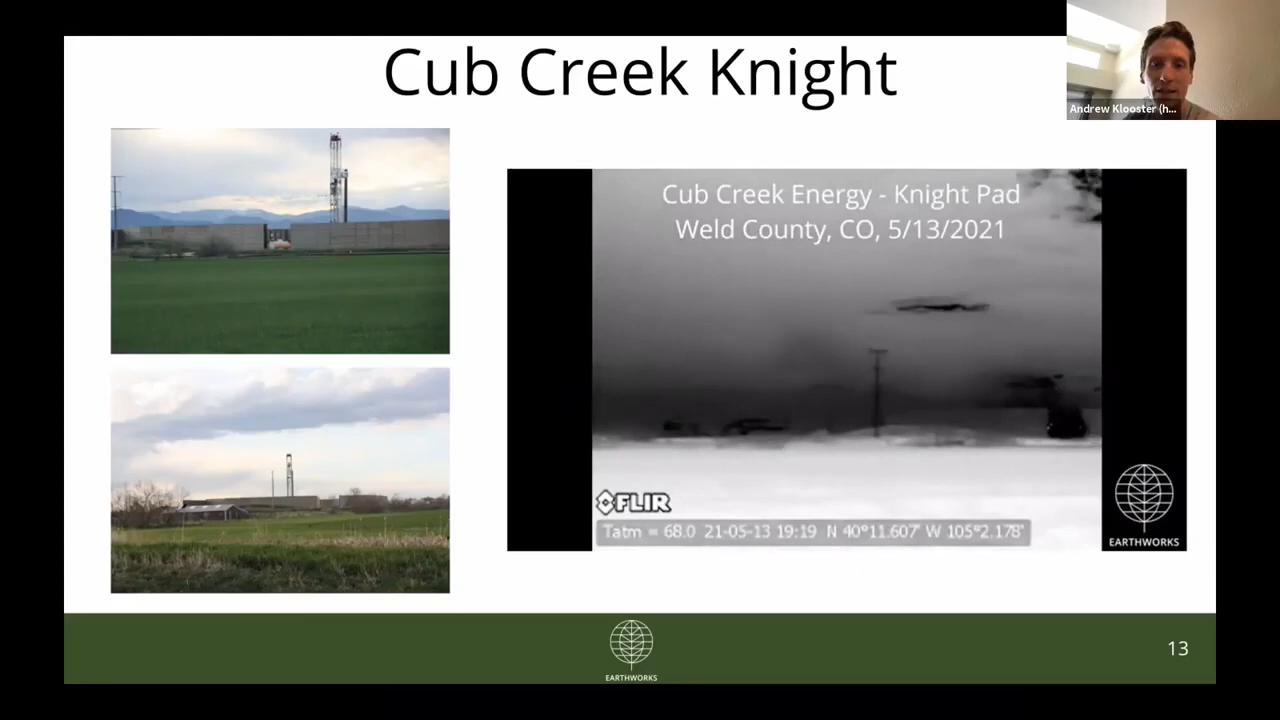 Cub Creek Knight
Andrew Klooster (h...
Cub Creek Energy - Knight Pad
Weld County, CO, 5/13/2021
FLIR
Tatm = 68.0 21-05-13 19:19 N 40°11.607' W 105°2.178'
EARTHWORKS
EARTHWORKS
13